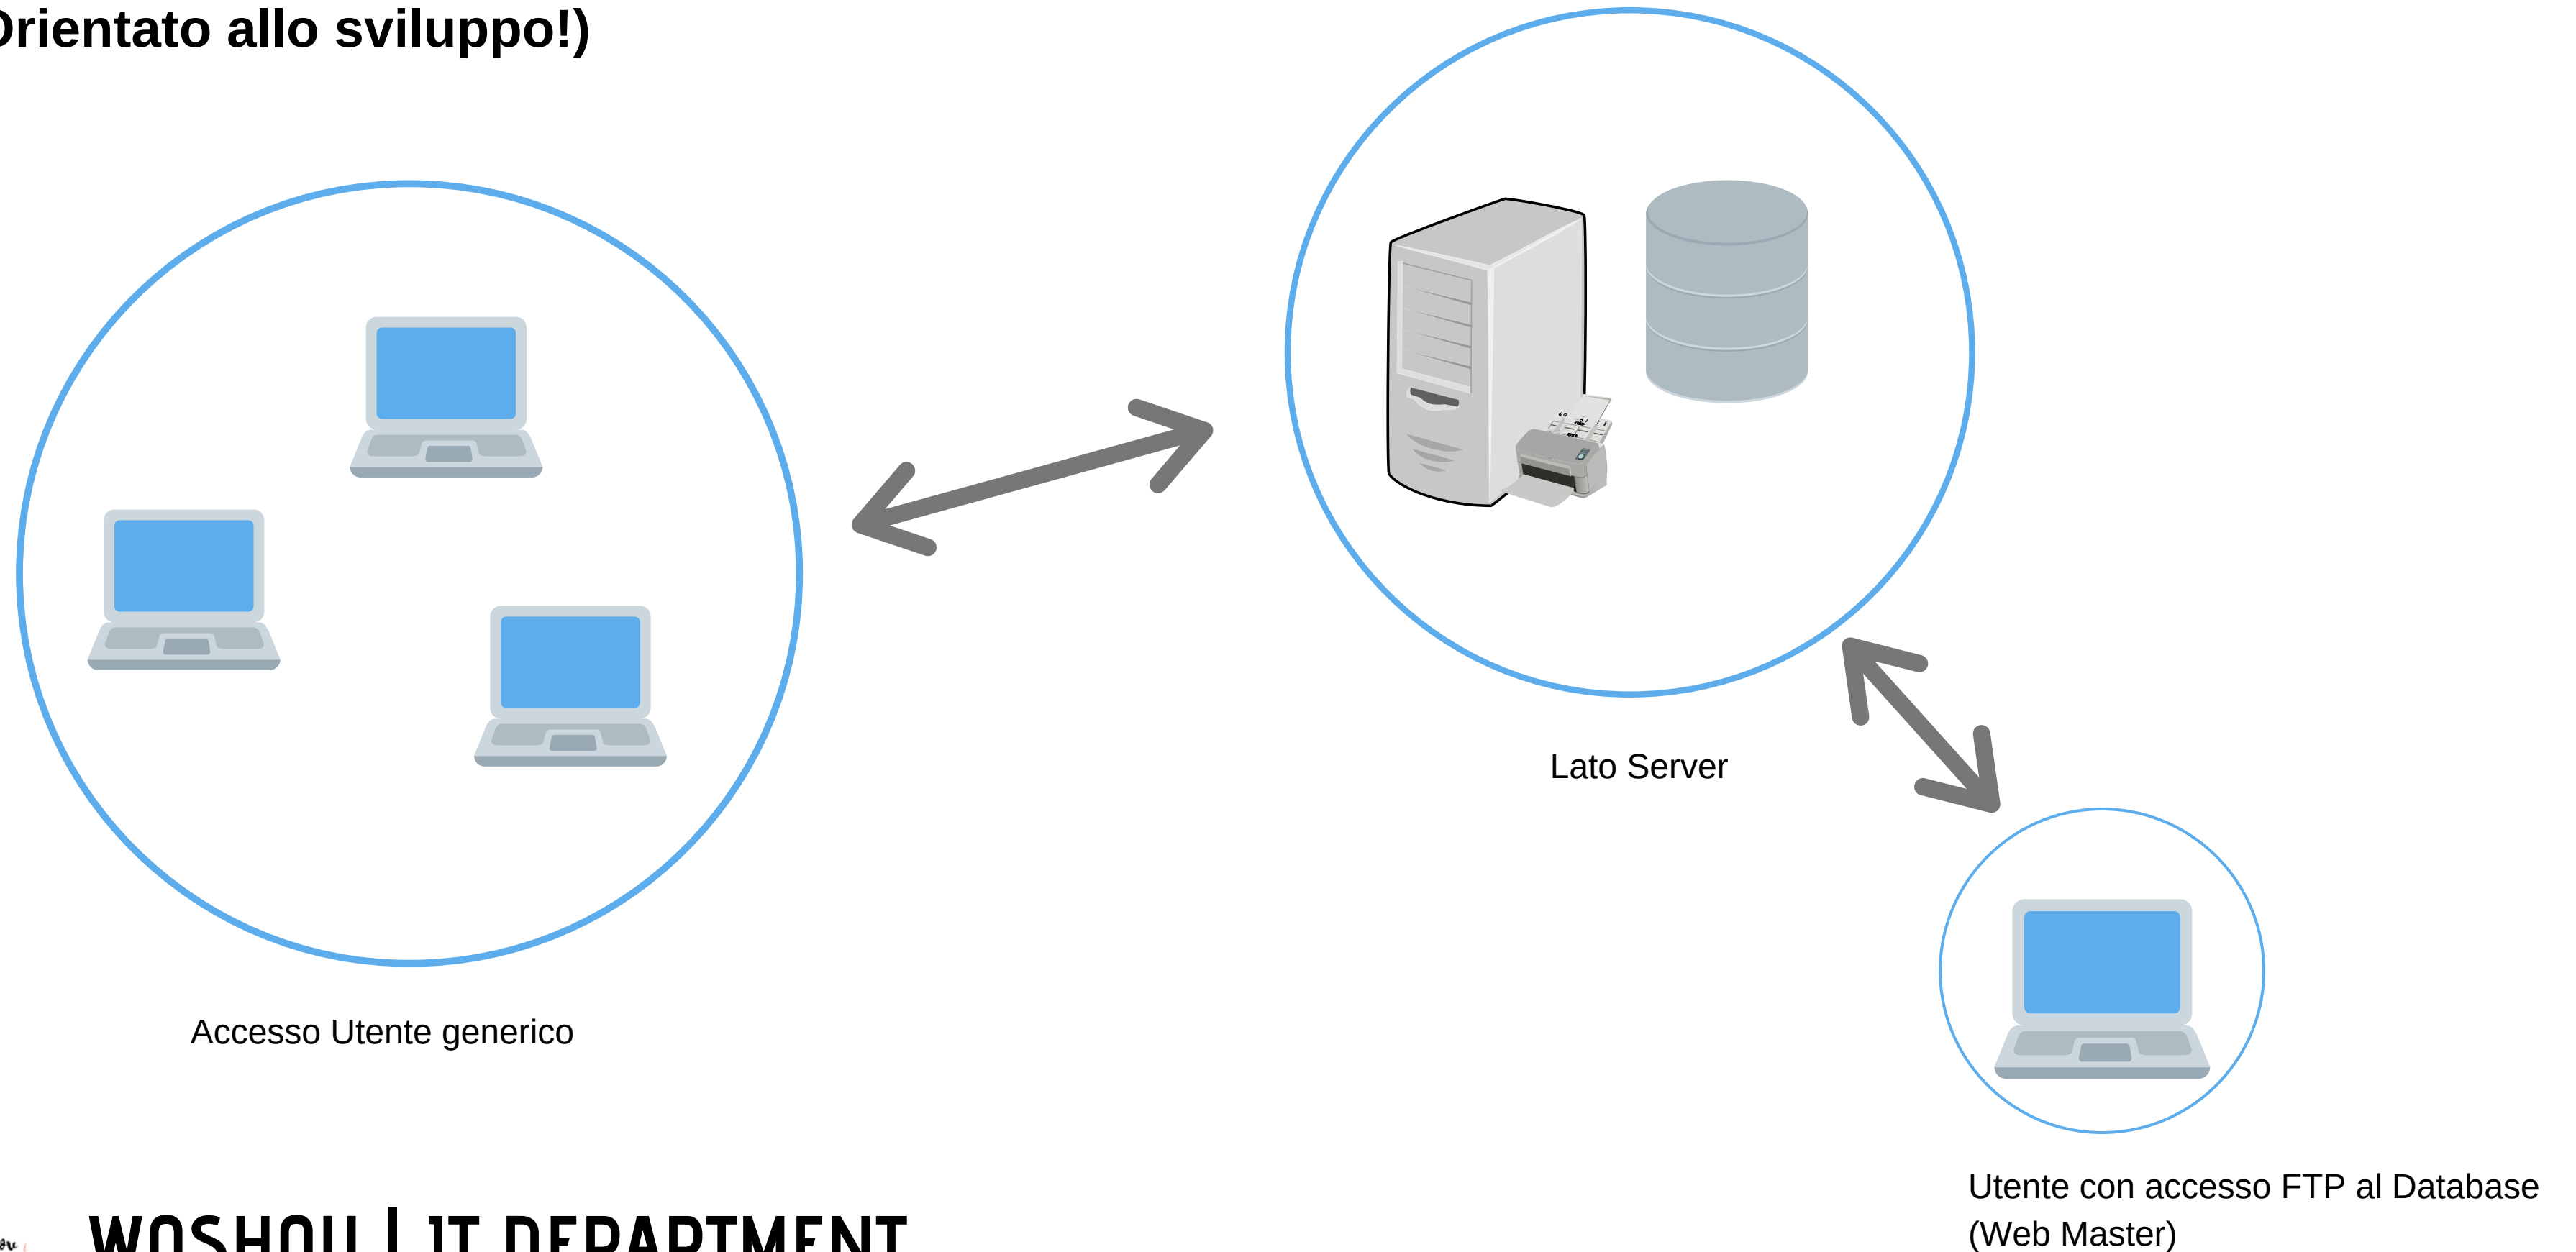 Orientato allo sviluppo!)
Lato Server
Accesso Utente generico
Utente con accesso FTP al Database
(Web Master)
WOSHOU | IT DEPARTMENT